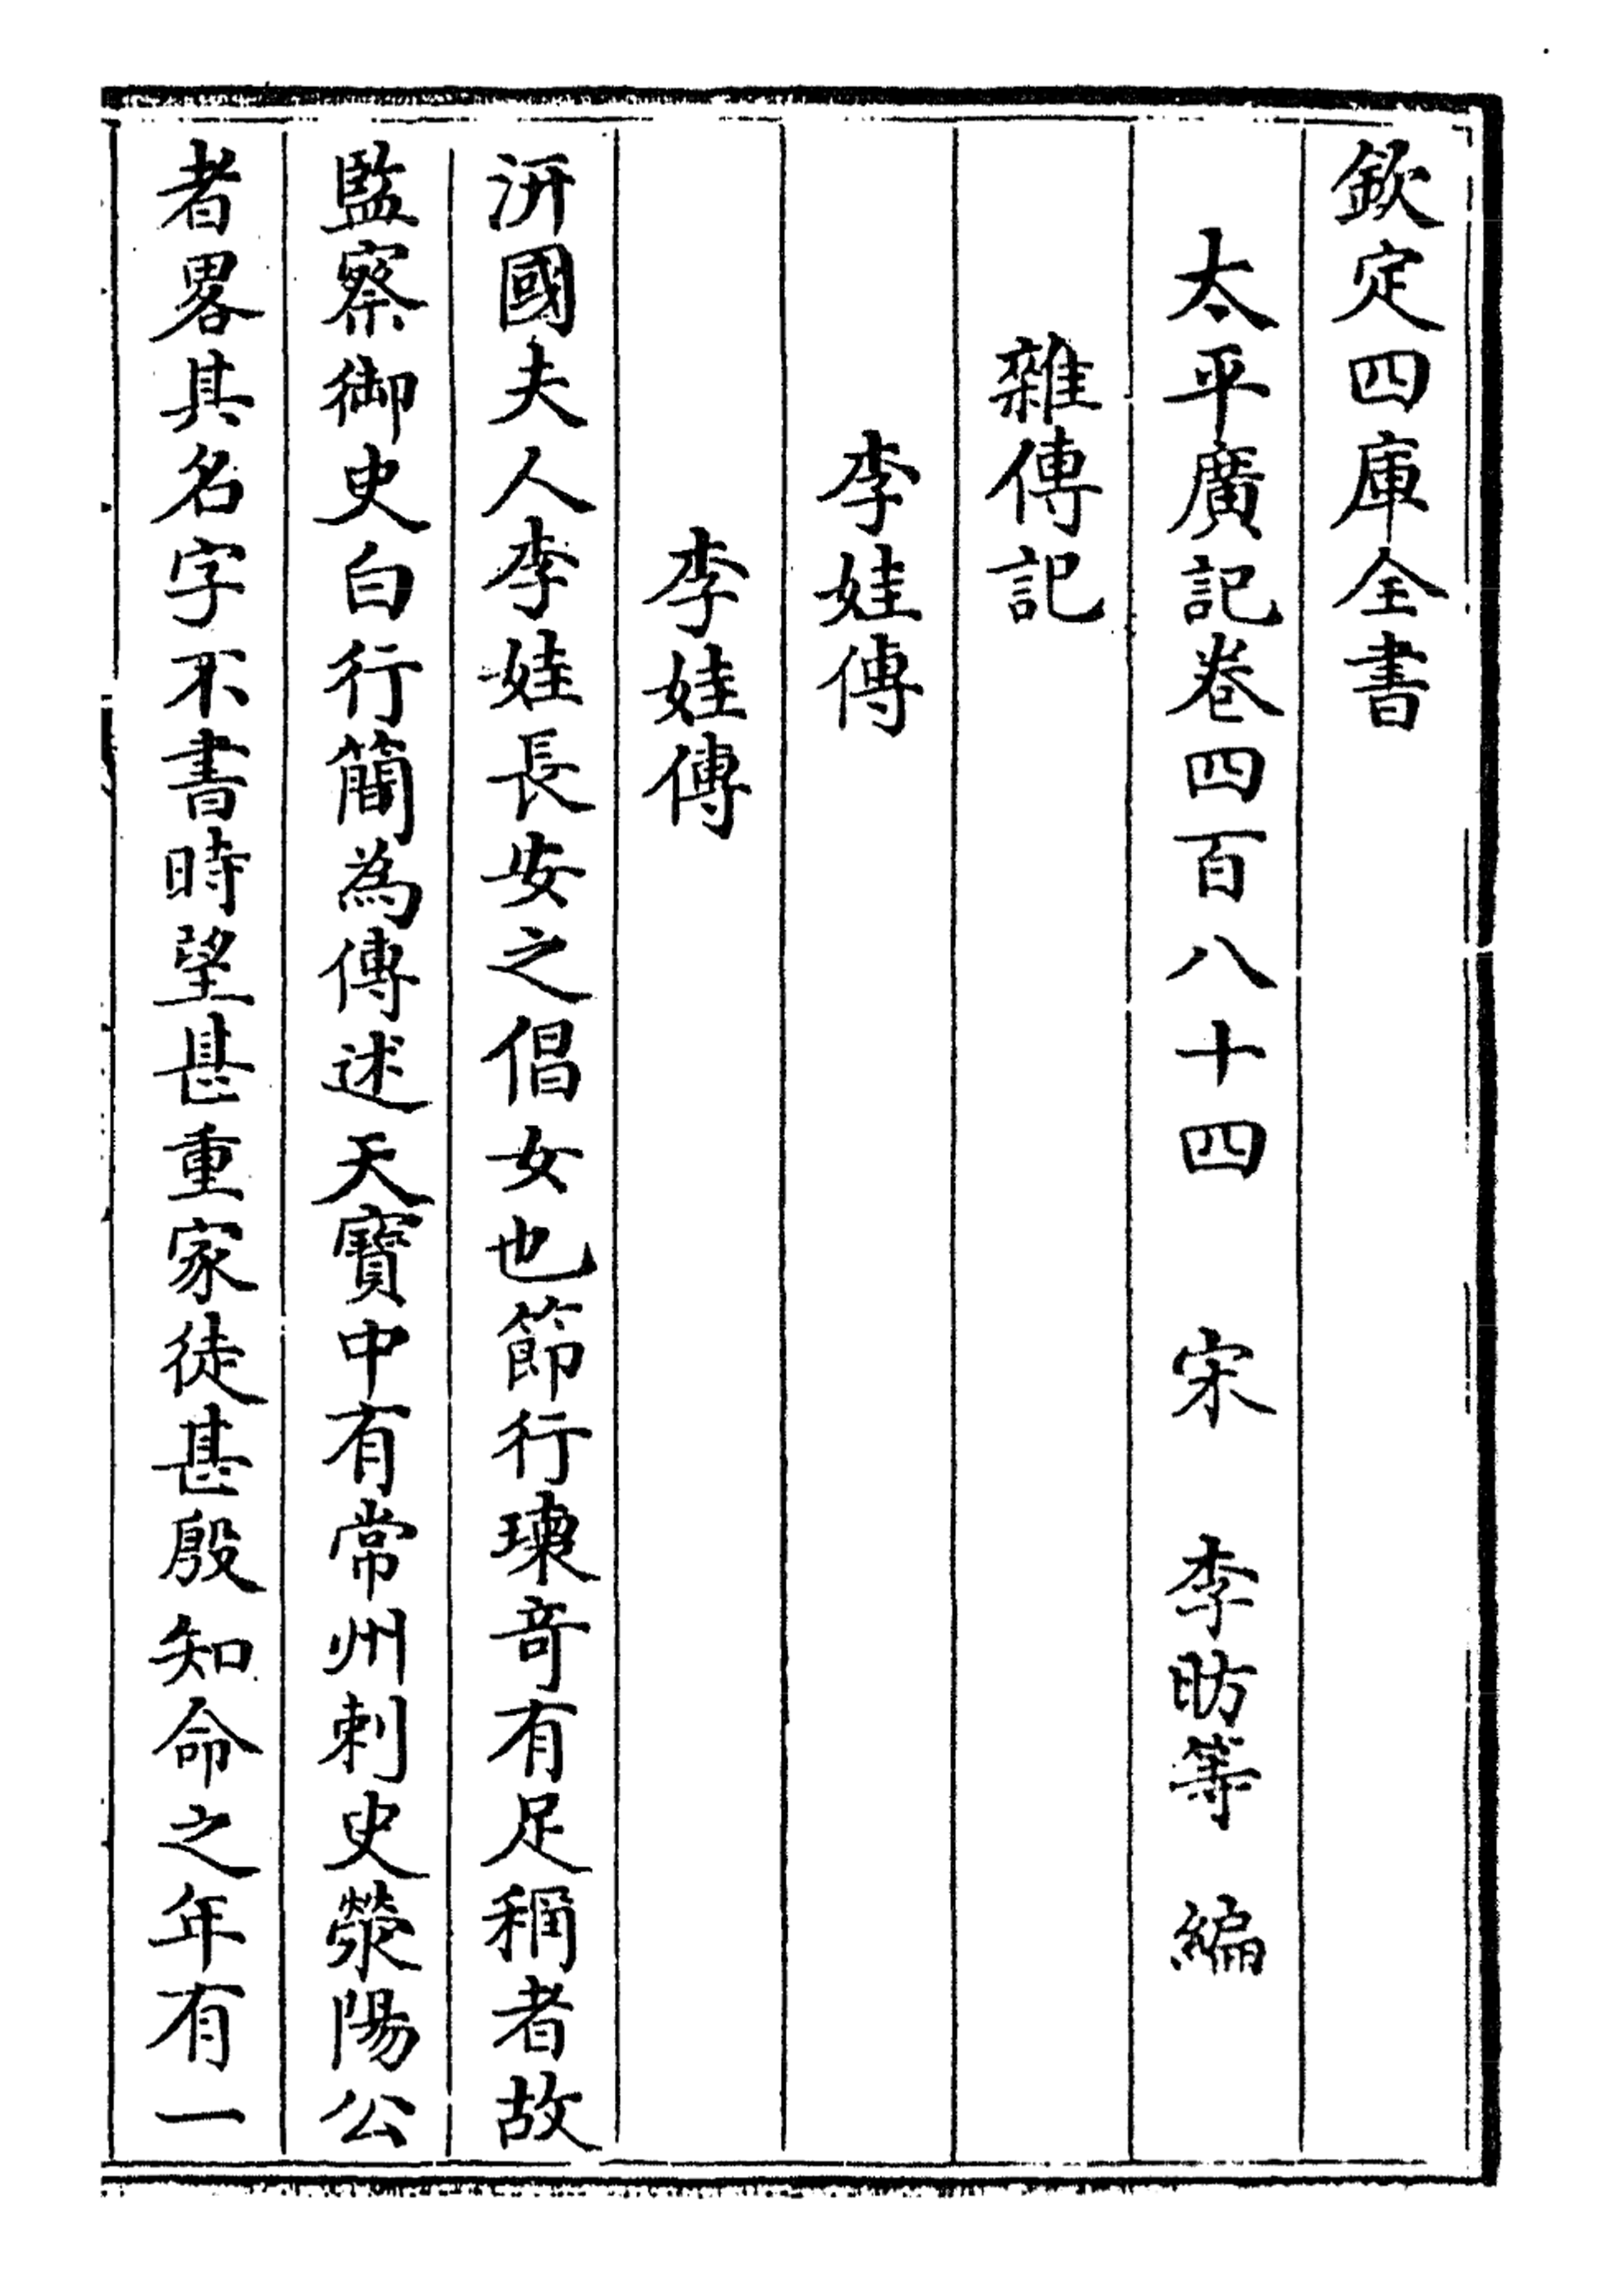 欽定四庫全書
太平廣記卷四百八十四　宋　李昉等　編
雜傳記
李娃傳
李娃傳
汧國夫人李娃長安之倡女也節行瓌竒有足稱者故
監察御史白行簡為傳述天寶中有常州刺史滎陽公
者畧其名字不書時望甚重家徒甚殷知命之年有一